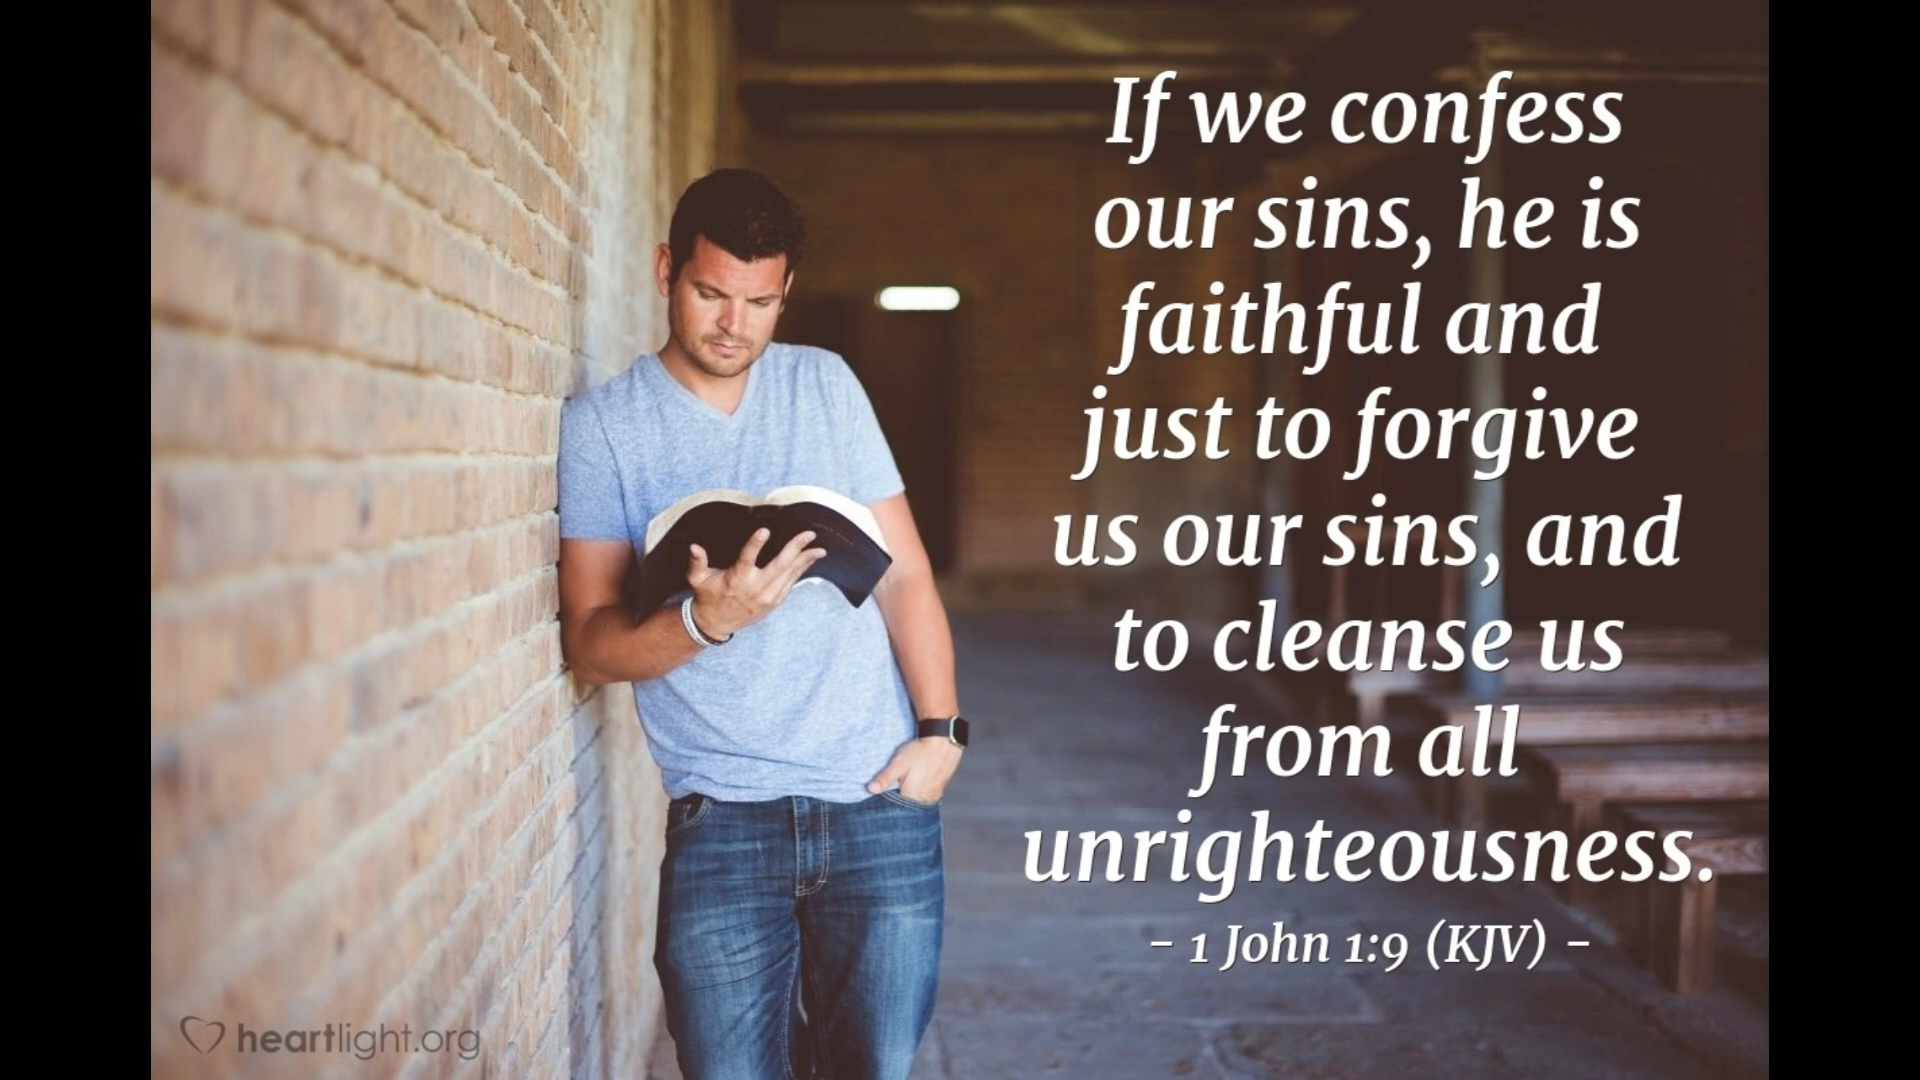 If we confess
our sins, he is
faithful and
just to forgive
us our sins, and
to cleanse us
from all
unrighteousness.
- 1 John 1:9 (KJV) -
heartlight.org